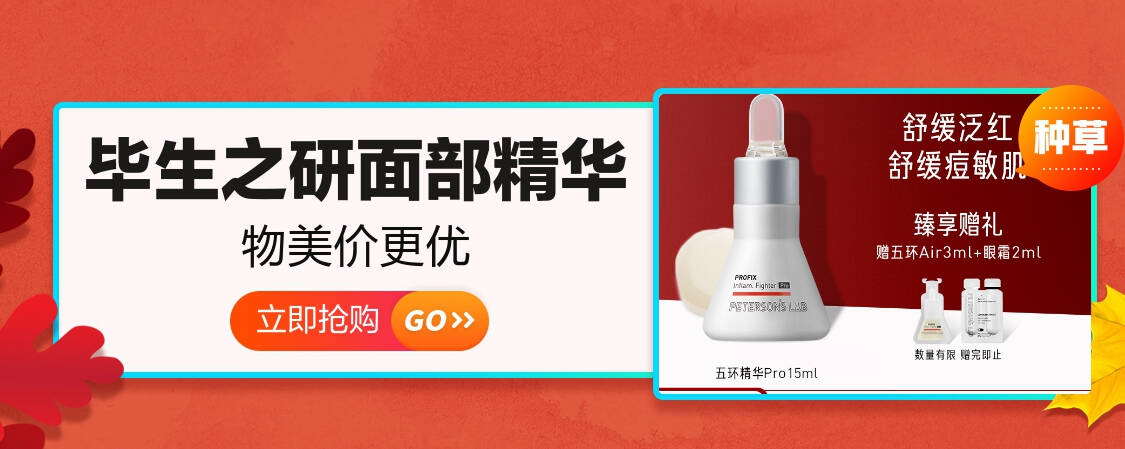 毕生之研面部精华
物美价更优
立即抢购 GO>>
舒缓泛红
舒缓痘敏肌
种草
臻享赠礼
赠五环Air3ml+眼霜2ml
数量有限 赠完即止
PROFIX
Inflam. Fighter Pro
PETERSON'S LAB
五环精华Pro15ml